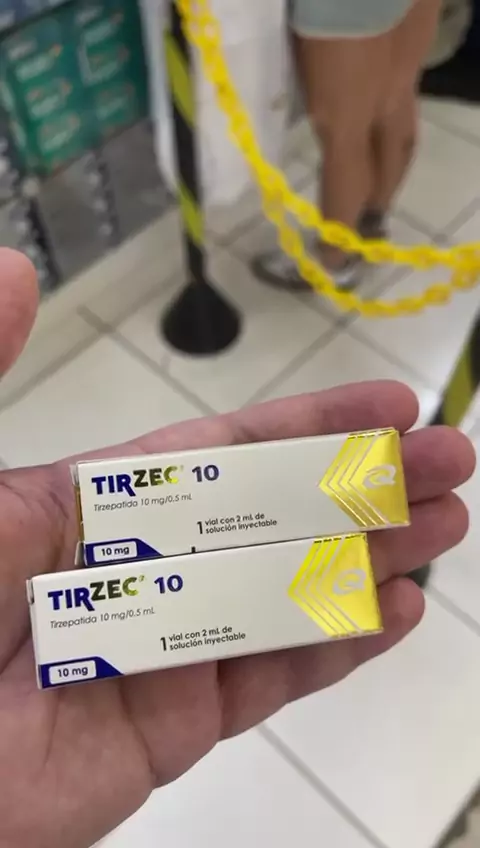 TIRZEC® 10
Tirzepatida 10 mg/0.5 mL
1 vial con 2 mL de
solución inyectable
10 mg
TIRZEC® 10
Tirzepatida 10 mg/0.5 mL
1 vial con 2 mL de
solución inyectable
10 mg